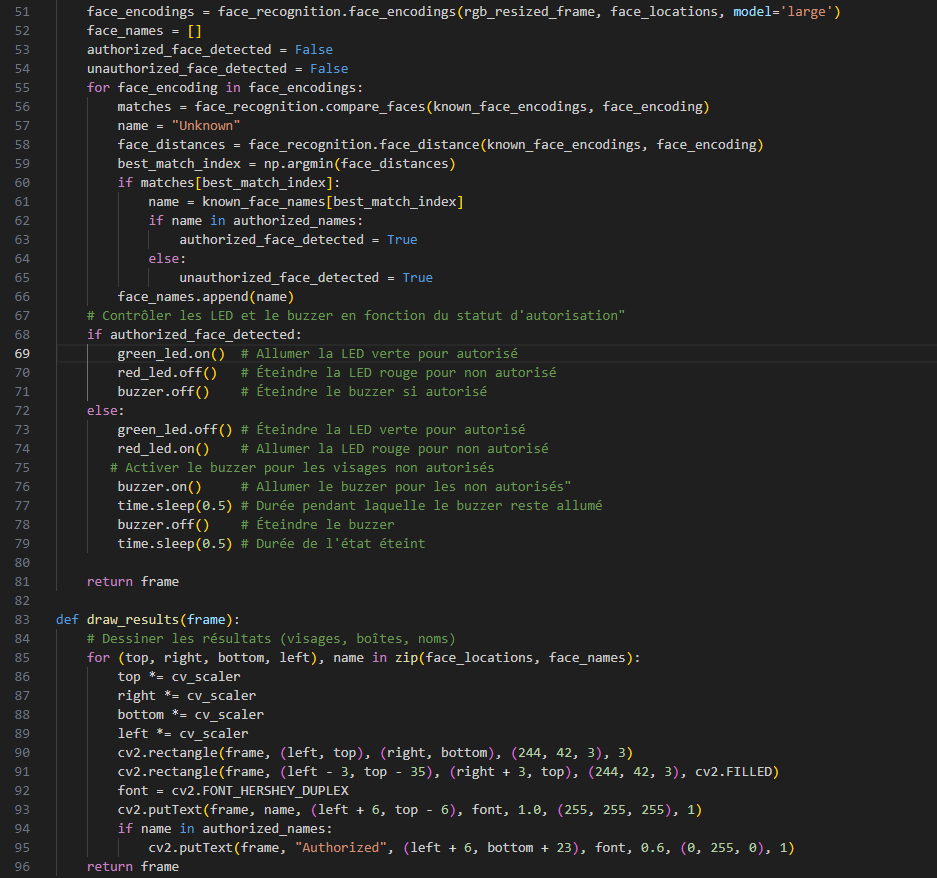 51 face_encodings = face_recognition.face_encodings(rgb_resized_frame, face_locations, model='large')
52 face_names = []
53 authorized_face_detected = False
54 unauthorized_face_detected = False
55 for face_encoding in face_encodings:
56 matches = face_recognition.compare_faces(known_face_encodings, face_encoding)
57 name = "Unknown"
58 face_distances = face_recognition.face_distance(known_face_encodings, face_encoding)
59 best_match_index = np.argmin(face_distances)
60 if matches[best_match_index]:
61 name = known_face_names[best_match_index]
62 if name in authorized_names:
63 authorized_face_detected = True
64 else:
65 unauthorized_face_detected = True
66 face_names.append(name)
67 # Contrôler les LED et le buzzer en fonction du statut d'autorisation"
68 if authorized_face_detected:
69 green_led.on() # Allumer la LED verte pour autorisé
70 red_led.off() # Éteindre la LED rouge pour non autorisé
71 buzzer.off() # Éteindre le buzzer si autorisé
72 else:
73 green_led.off() # Éteindre la LED verte pour autorisé
74 red_led.on() # Allumer la LED rouge pour non autorisé
75 # Activer le buzzer pour les visages non autorisés
76 buzzer.on() # Allumer le buzzer pour les non autorisés"
77 time.sleep(0.5) # Durée pendant laquelle le buzzer reste allumé
78 buzzer.off() # Éteindre le buzzer
79 time.sleep(0.5) # Durée de l'état éteint
80
81 return frame
82
83 def draw_results(frame):
84 # Dessiner les résultats (visages, boîtes, noms)
85 for (top, right, bottom, left), name in zip(face_locations, face_names):
86 top *= cv_scaler
87 right *= cv_scaler
88 bottom *= cv_scaler
89 left *= cv_scaler
90 cv2.rectangle(frame, (left, top), (right, bottom), (244, 42, 3), 3)
91 cv2.rectangle(frame, (left - 3, top - 35), (right + 3, top), (244, 42, 3), cv2.FILLED)
92 font = cv2.FONT_HERSHEY_DUPLEX
93 cv2.putText(frame, name, (left + 6, top - 6), font, 1.0, (255, 255, 255), 1)
94 if name in authorized_names:
95 cv2.putText(frame, "Authorized", (left + 6, bottom + 23), font, 0.6, (0, 255, 0), 1)
96 return frame